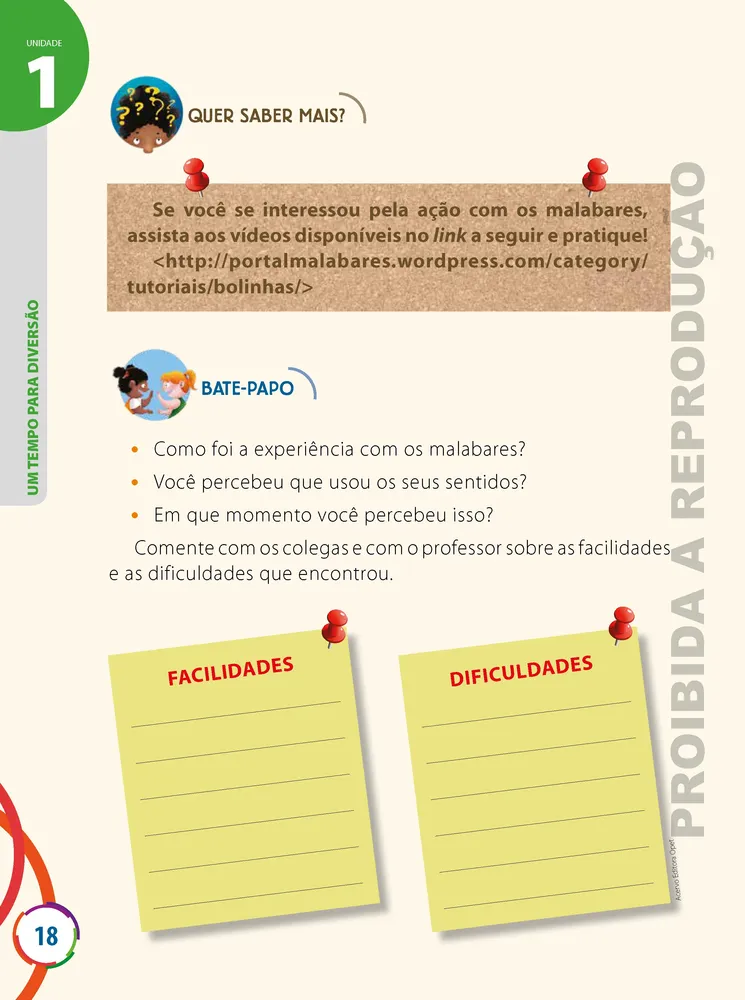 UNIDADE
1
UM TEMPO PARA DIVERSÃO
QUER SABER MAIS?
Se você se interessou pela ação com os malabares,
assista aos vídeos disponíveis no link a seguir e pratique!
<http://portalmalabares.wordpress.com/category/
tutoriais/bolinhas/>
BATE-PAPO
• Como foi a experiência com os malabares?
• Você percebeu que usou os seus sentidos?
• Em que momento você percebeu isso?
Comente com os colegas e com o professor sobre as facilidades
e as dificuldades que encontrou.
FACILIDADES
DIFICULDADES
Acervo Editora Opet
PROIBIDA A REPRODUÇAO
18